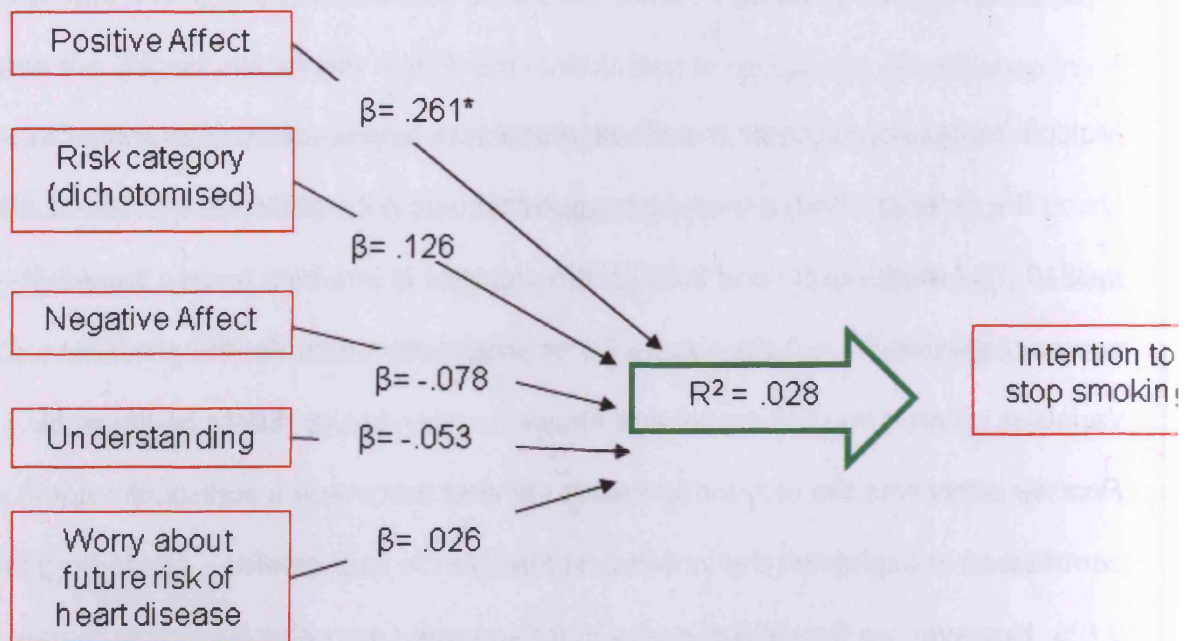 Positive Affect
β= .261*
Risk category
(dichotomised)
β= .126
Negative Affect
β= -.078
Understanding
β= -.053
Worry about
future risk of
heart disease
β= .026
R² = .028
Intention to
stop smoking